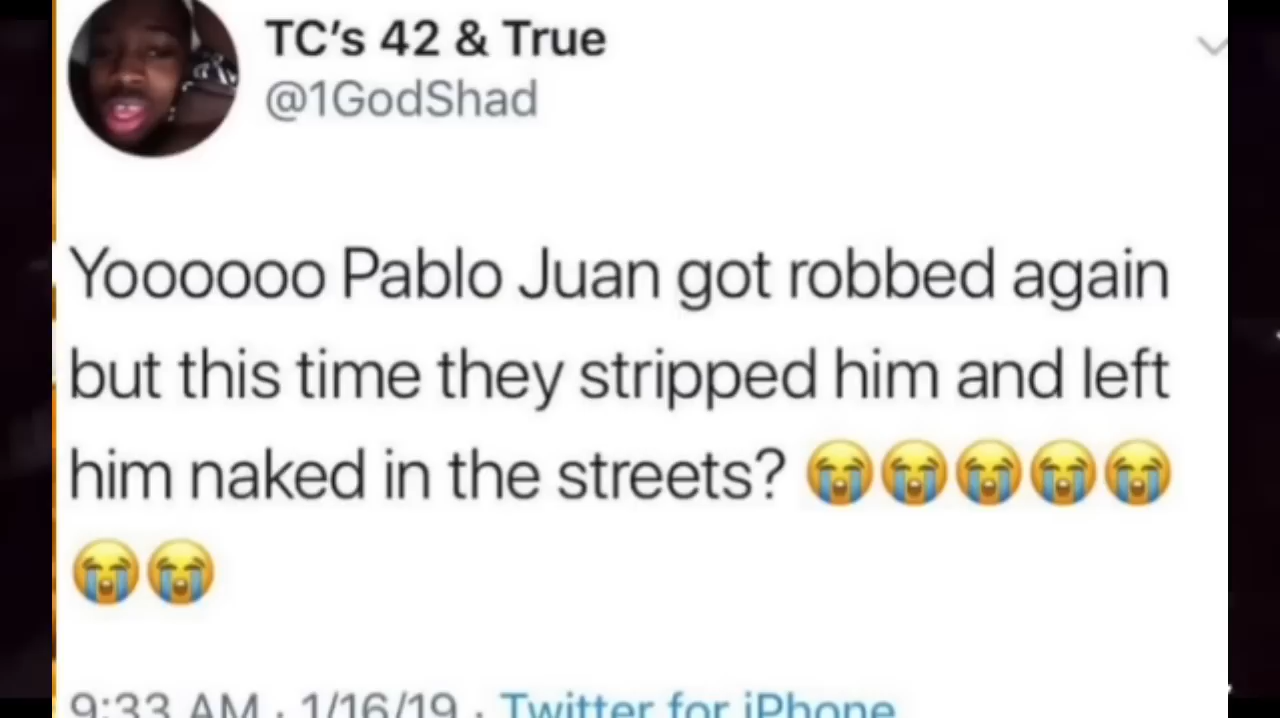 TC's 42 & True
@1GodShad
Yoooooo Pablo Juan got robbed again
but this time they stripped him and left
him naked in the streets? 😭😭😭😭😭
😭😭
9:33 AM · 1/16/19 · Twitter for iPhone